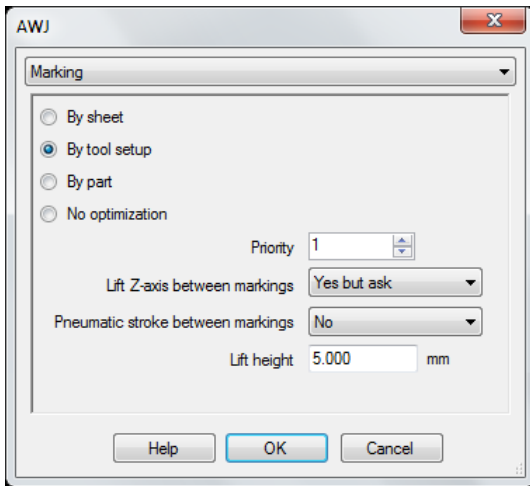 AWJ
Marking
By sheet
By tool setup
By part
No optimization
Priority 1
Lift Z-axis between markings Yes but ask
Pneumatic stroke between markings No
Lift height 5.000 mm
Help OK Cancel